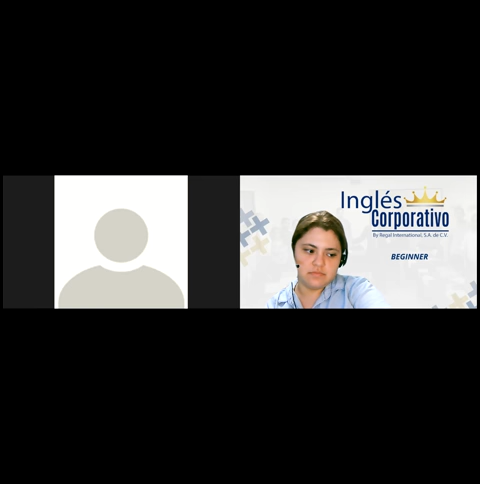 Inglés
Corporativo
By Regal International, S.A. de C.V.
BEGINNER